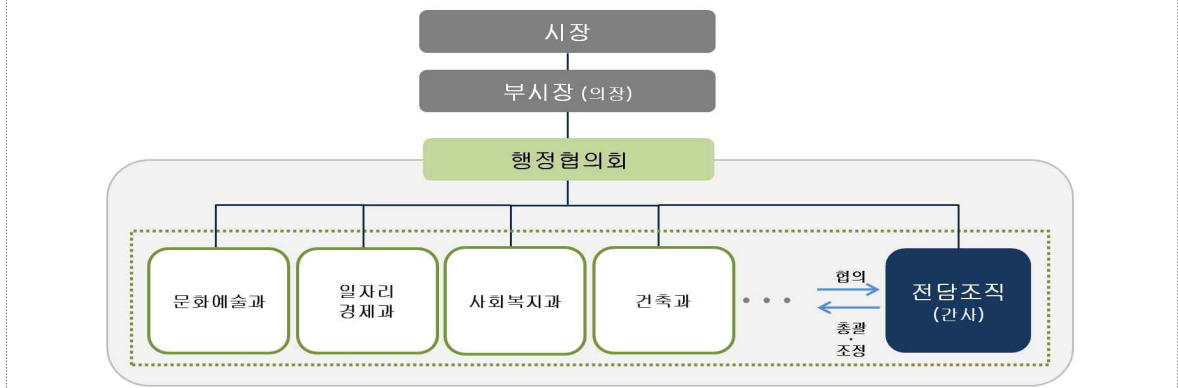 시장
부시장 (의장)
행정협의회
문화예술과
일자리
경제과
사회복지과
건축과
• • •
협의
총괄
·
조정
전담조직
(간사)